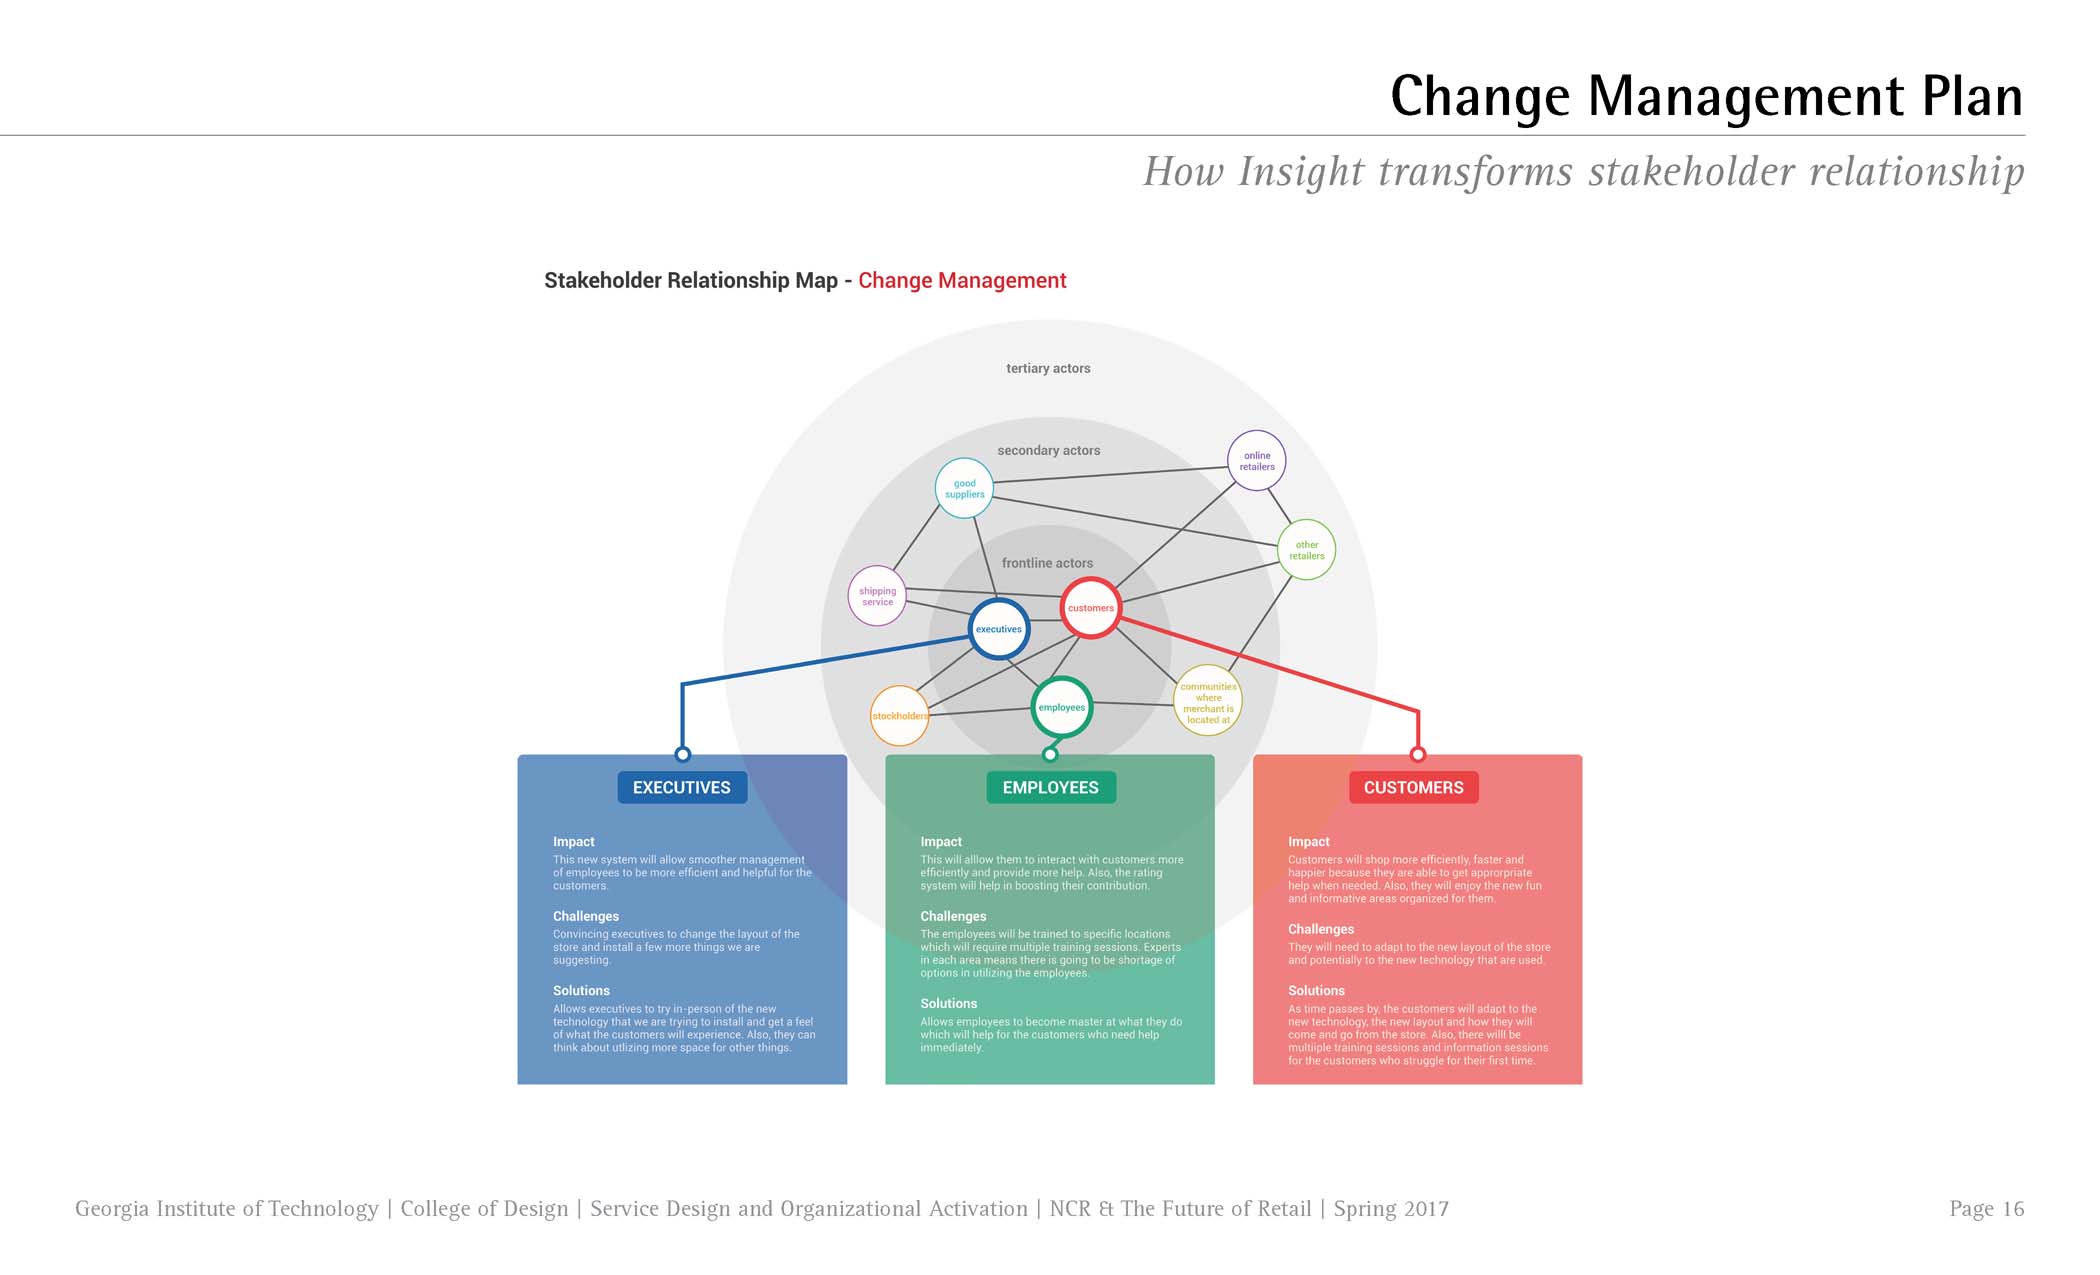 Change Management Plan
How Insight transforms stakeholder relationship
Stakeholder Relationship Map - Change Management
tertiary actors
secondary actors
frontline actors
online
retailers
good
suppliers
other
retailers
shipping
service
customers
executives
communities
where
merchant is
located at
employees
stockholders
EXECUTIVES
Impact
This new system will allow smoother management
of employees to be more efficient and helpful for the
customers.
Challenges
Convincing executives to change the layout of the
store and install a few more things we are
suggesting.
Solutions
Allows executives to try in-person of the new
technology that we are trying to install and get a feel
of what the customers will experience. Also, they can
think about utlizing more space for other things.
EMPLOYEES
Impact
This will alllow them to interact with customers more
efficiently and provide more help. Also, the rating
system will help in boosting their contribution.
Challenges
The employees will be trained to specific locations
which will require multiple training sessions. Experts
in each area means there is going to be shortage of
options in utilizing the employees.
Solutions
Allows employees to become master at what they do
which will help for the customers who need help
immediately.
CUSTOMERS
Impact
Customers will shop more efficiently, faster and
happier because they are able to get approrpriate
help when needed. Also, they will enjoy the new fun
and informative areas organized for them.
Challenges
They will need to adapt to the new layout of the store
and potentially to the new technology that are used.
Solutions
As time passes by, the customers will adapt to the
new technology, the new layout and how they will
come and go from the store. Also, there willl be
multiiple training sessions and information sessions
for the customers who struggle for their first time.
Georgia Institute of Technology | College of Design | Service Design and Organizational Activation | NCR & The Future of Retail | Spring 2017
Page 16